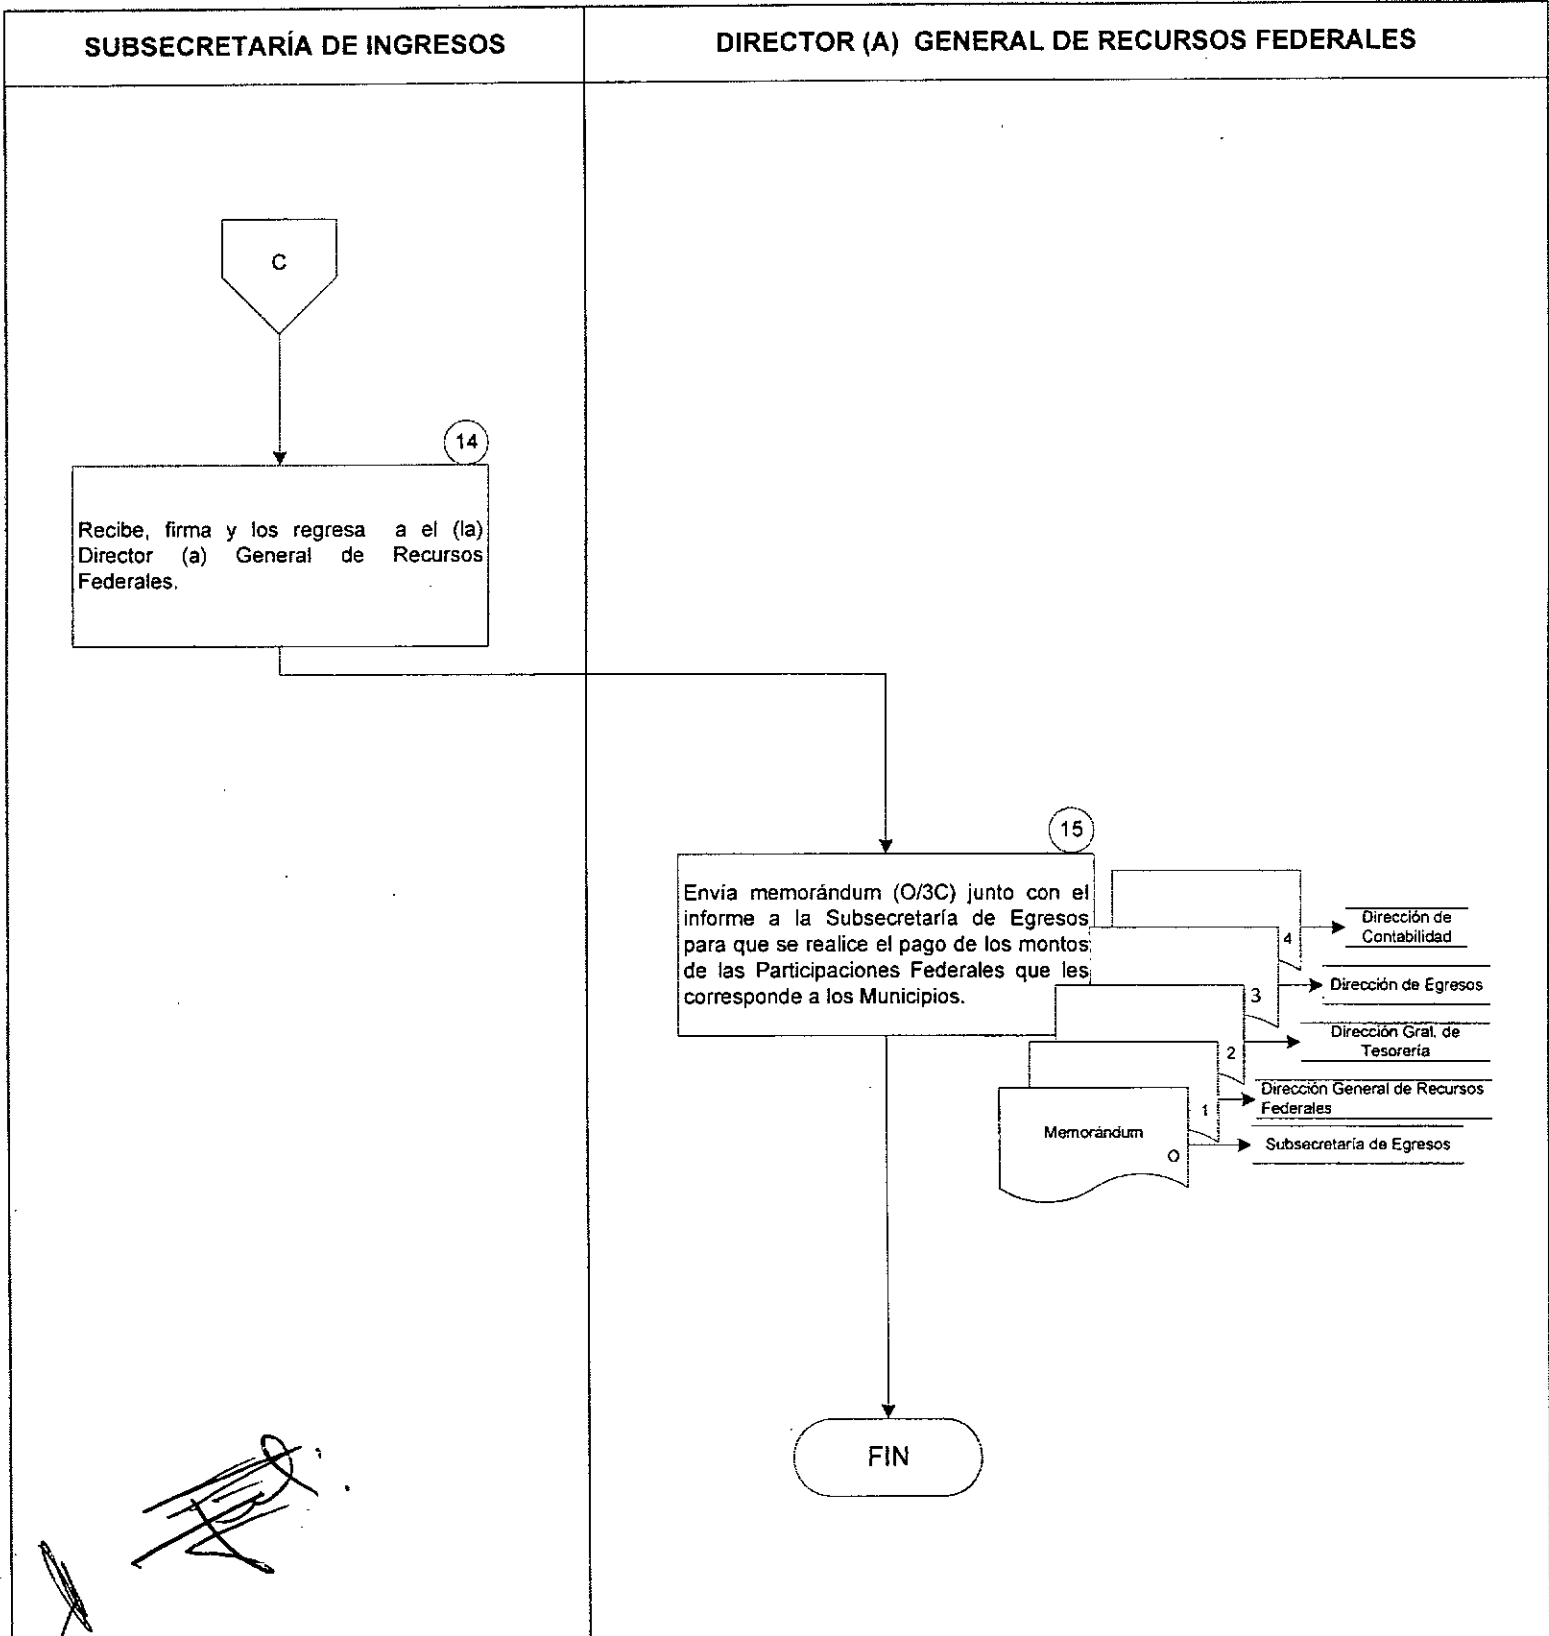 SUBSECRETARÍA DE INGRESOS
DIRECTOR (A) GENERAL DE RECURSOS FEDERALES
C
14
Recibe, firma y los regresa a el (la)
Director (a) General de Recursos
Federales.
15
Envía memorándum (O/3C) junto con el
informe a la Subsecretaría de Egresos
para que se realice el pago de los montos
de las Participaciones Federales que les
corresponde a los Municipios.
4
Dirección de
Contabilidad
3
Dirección de Egresos
2
Dirección Gral. de
Tesorería
1
Dirección General de Recursos
Federales
Memorándum
O
Subsecretaría de Egresos
FIN